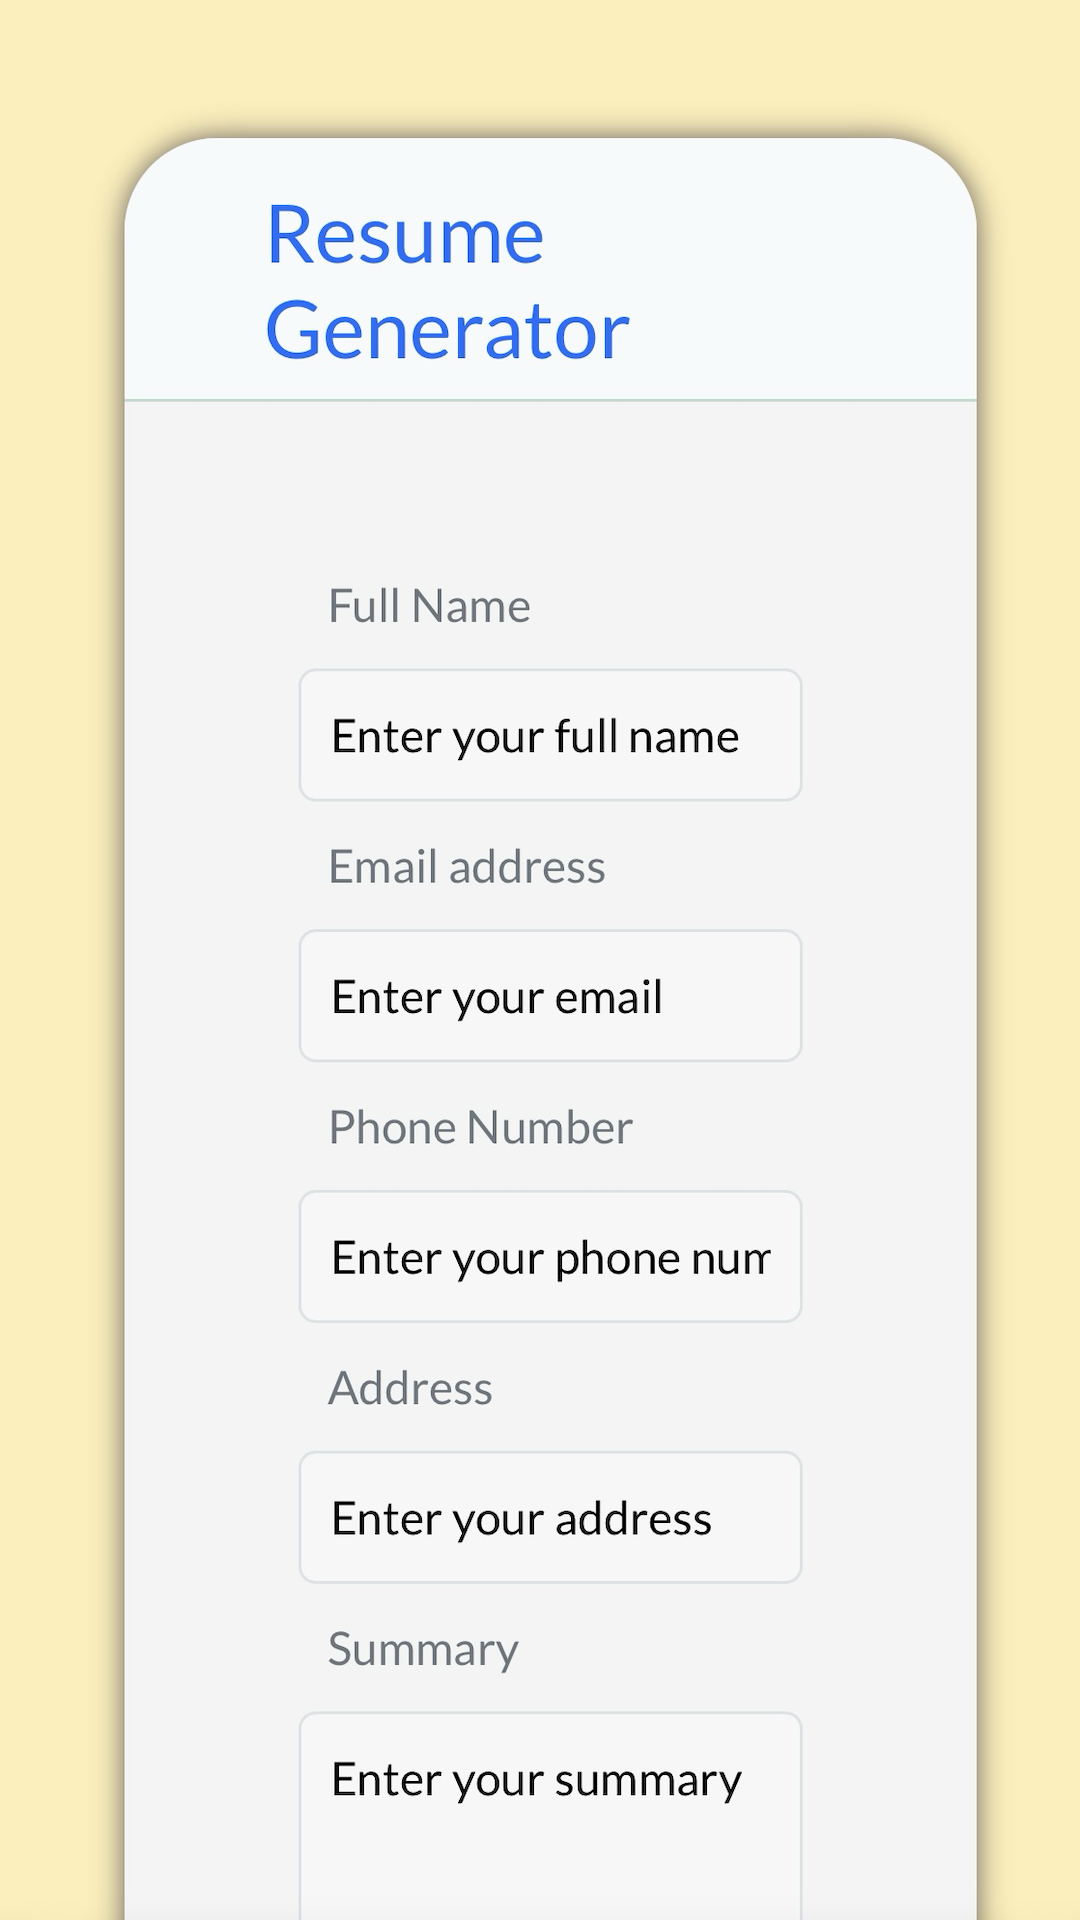 Resume
Generator
Full Name
Enter your full name
Email address
Enter your email
Phone Number
Enter your phone num
Address
Enter your address
Summary
Enter your summary